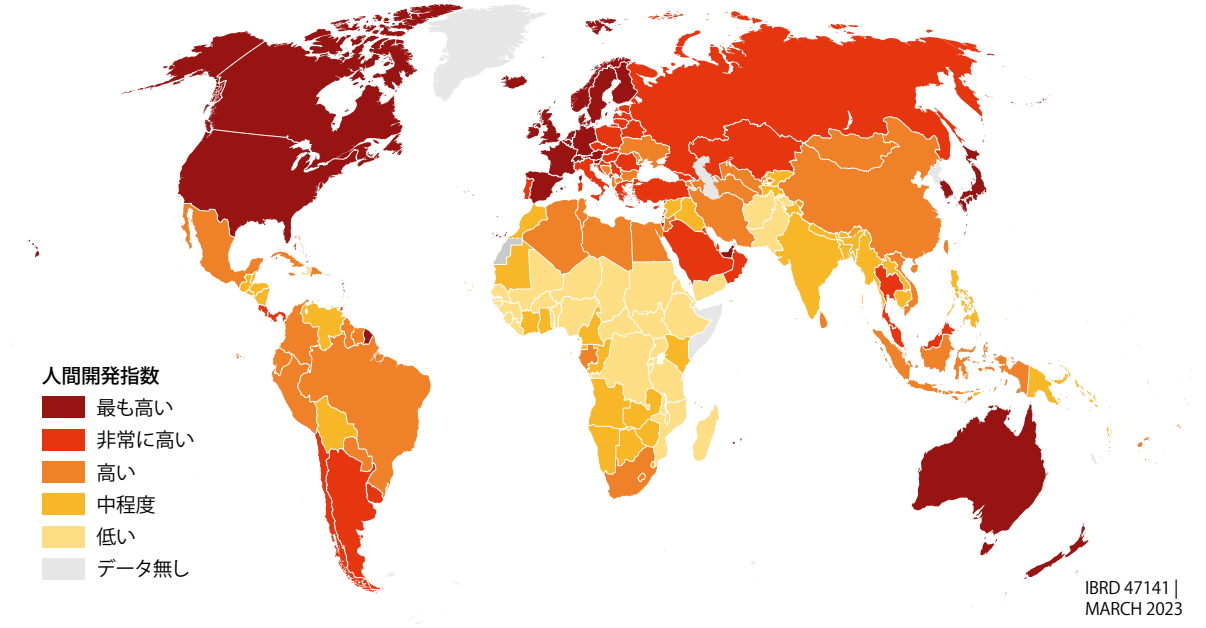 人間開発指数
最も高い
非常に高い
高い
中程度
低い
データ無し
IBRD 47141 |
MARCH 2023